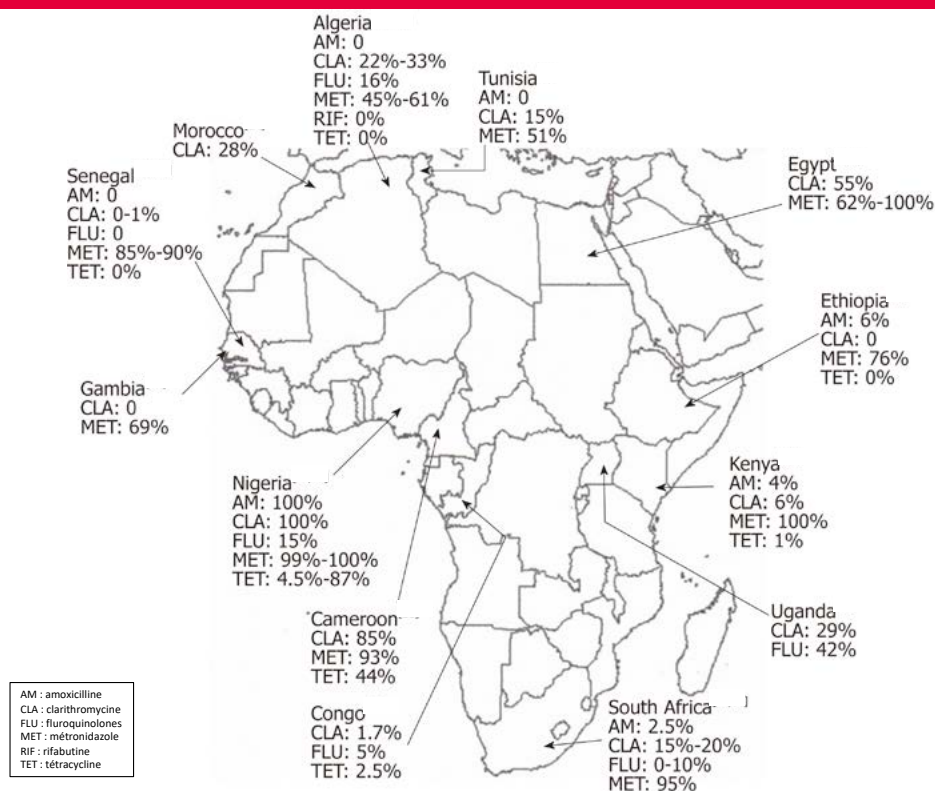 Algeria
AM: 0
CLA: 22%-33%
FLU: 16%
MET: 45%-61%
RIF: 0%
TET: 0%
Tunisia
AM: 0
CLA: 15%
MET: 51%
Morocco
CLA: 28%
Egypt
CLA: 55%
MET: 62%-100%
Senegal
AM: 0
CLA: 0-1%
FLU: 0
MET: 85%-90%
TET: 0%
Ethiopia
AM: 6%
CLA: 0
MET: 76%
TET: 0%
Gambia
CLA: 0
MET: 69%
Kenya
AM: 4%
CLA: 6%
MET: 100%
TET: 1%
Nigeria
AM: 100%
CLA: 100%
FLU: 15%
MET: 99%-100%
TET: 4.5%-87%
Uganda
CLA: 29%
FLU: 42%
Cameroon
CLA: 85%
MET: 93%
TET: 44%
Congo
CLA: 1.7%
FLU: 5%
TET: 2.5%
South Africa
AM: 2.5%
CLA: 15%-20%
FLU: 0-10%
MET: 95%
AM : amoxicilline
CLA : clarithromycine
FLU : fluroquinolones
MET : métronidazole
RIF : rifabutine
TET : tétracycline